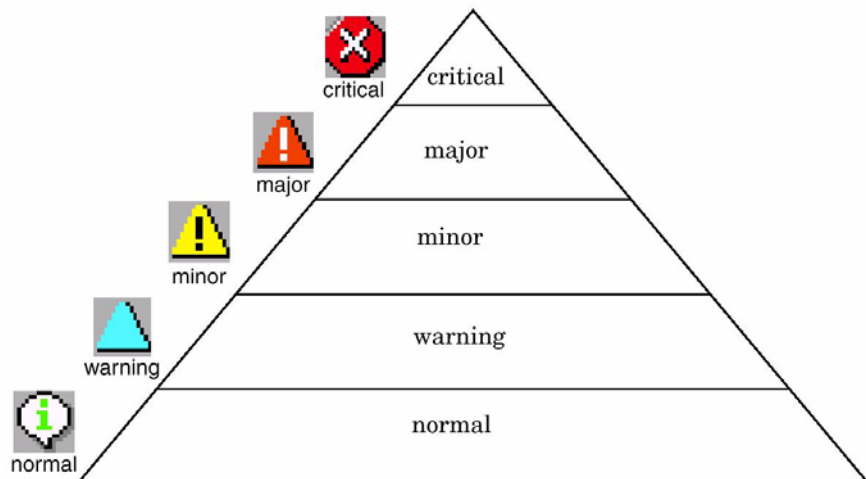 critical
critical
major
major
minor
minor
warning
warning
normal
normal